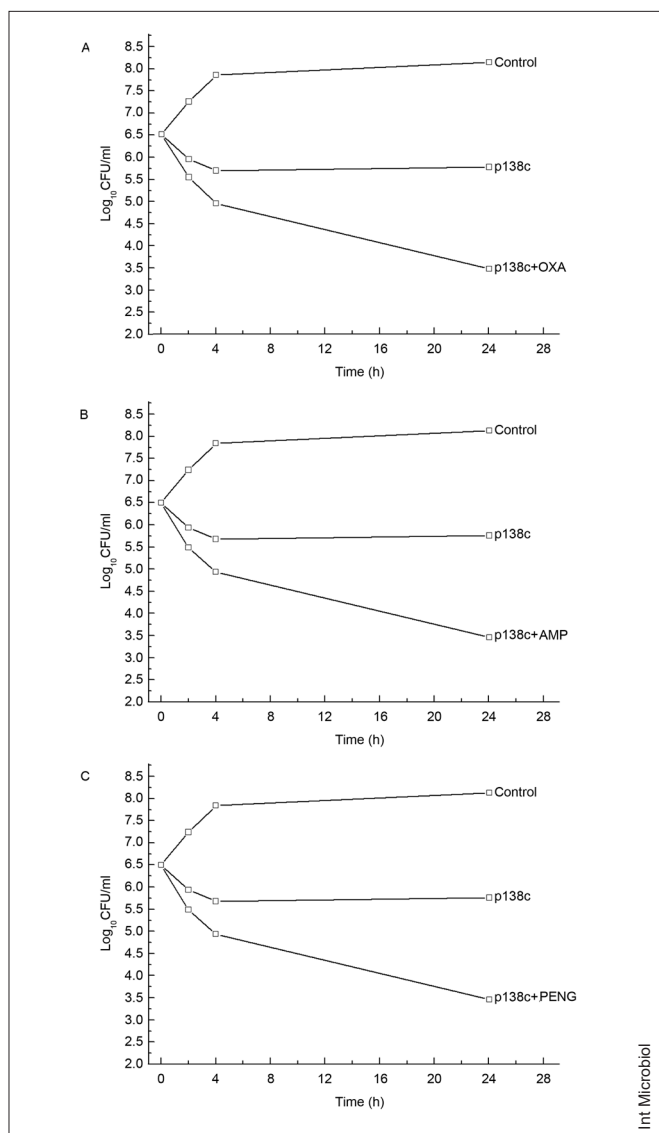 A
8.5
8.0
7.5
7.0
6.5
6.0
5.5
5.0
4.5
4.0
3.5
3.0
2.5
2.0
Log₁₀CFU/ml
Control
p138c
p138c+OXA
0 4 8 12 16 20 24 28
Time (h)
B
8.5
8.0
7.5
7.0
6.5
6.0
5.5
5.0
4.5
4.0
3.5
3.0
2.5
2.0
Log₁₀CFU/ml
Control
p138c
p138c+AMP
0 4 8 12 16 20 24 28
Time (h)
C
8.5
8.0
7.5
7.0
6.5
6.0
5.5
5.0
4.5
4.0
3.5
3.0
2.5
2.0
Log₁₀CFU/ml
Control
p138c
p138c+PENG
0 4 8 12 16 20 24 28
Time (h)
Int Microbiol